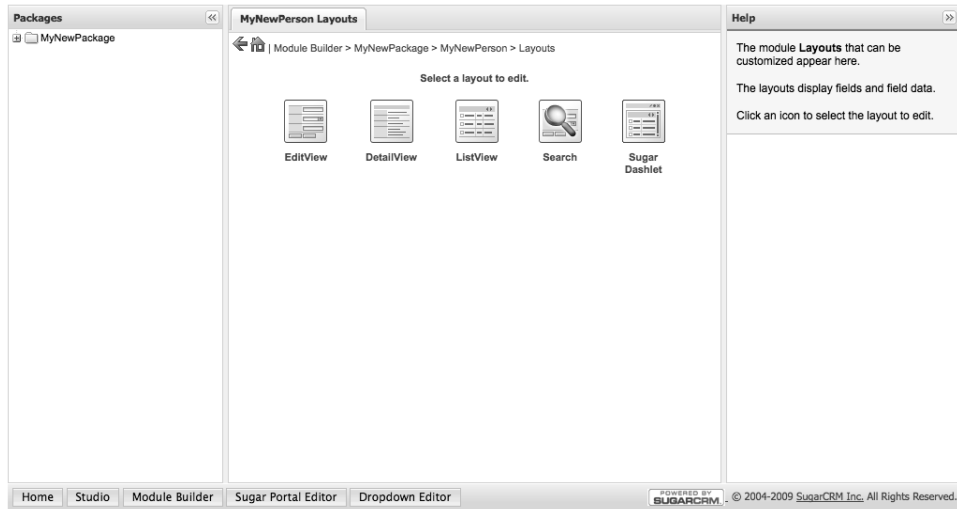 Packages
MyNewPackage
MyNewPerson Layouts
| Module Builder > MyNewPackage > MyNewPerson > Layouts
Select a layout to edit.
EditView
DetailView
ListView
Search
Sugar
Dashlet
Help
The module Layouts that can be
customized appear here.
The layouts display fields and field data.
Click an icon to select the layout to edit.
Home
Studio
Module Builder
Sugar Portal Editor
Dropdown Editor
POWERED BY
SUGARCRM.
© 2004-2009 SugarCRM Inc. All Rights Reserved.